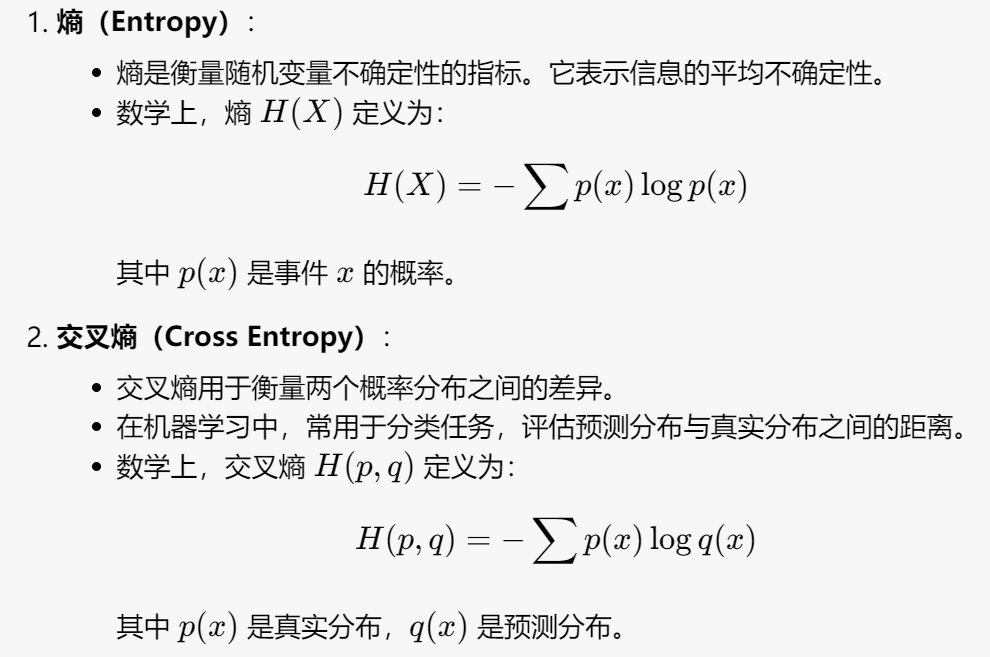 1. 熵（Entropy）：
• 熵是衡量随机变量不确定性的指标。它表示信息的平均不确定性。
• 数学上，熵 H(X) 定义为：
H(X) = −∑ p(x) log p(x)
其中 p(x) 是事件 x 的概率。
2. 交叉熵（Cross Entropy）：
• 交叉熵用于衡量两个概率分布之间的差异。
• 在机器学习中，常用于分类任务，评估预测分布与真实分布之间的距离。
• 数学上，交叉熵 H(p, q) 定义为：
H(p, q) = −∑ p(x) log q(x)
其中 p(x) 是真实分布，q(x) 是预测分布。